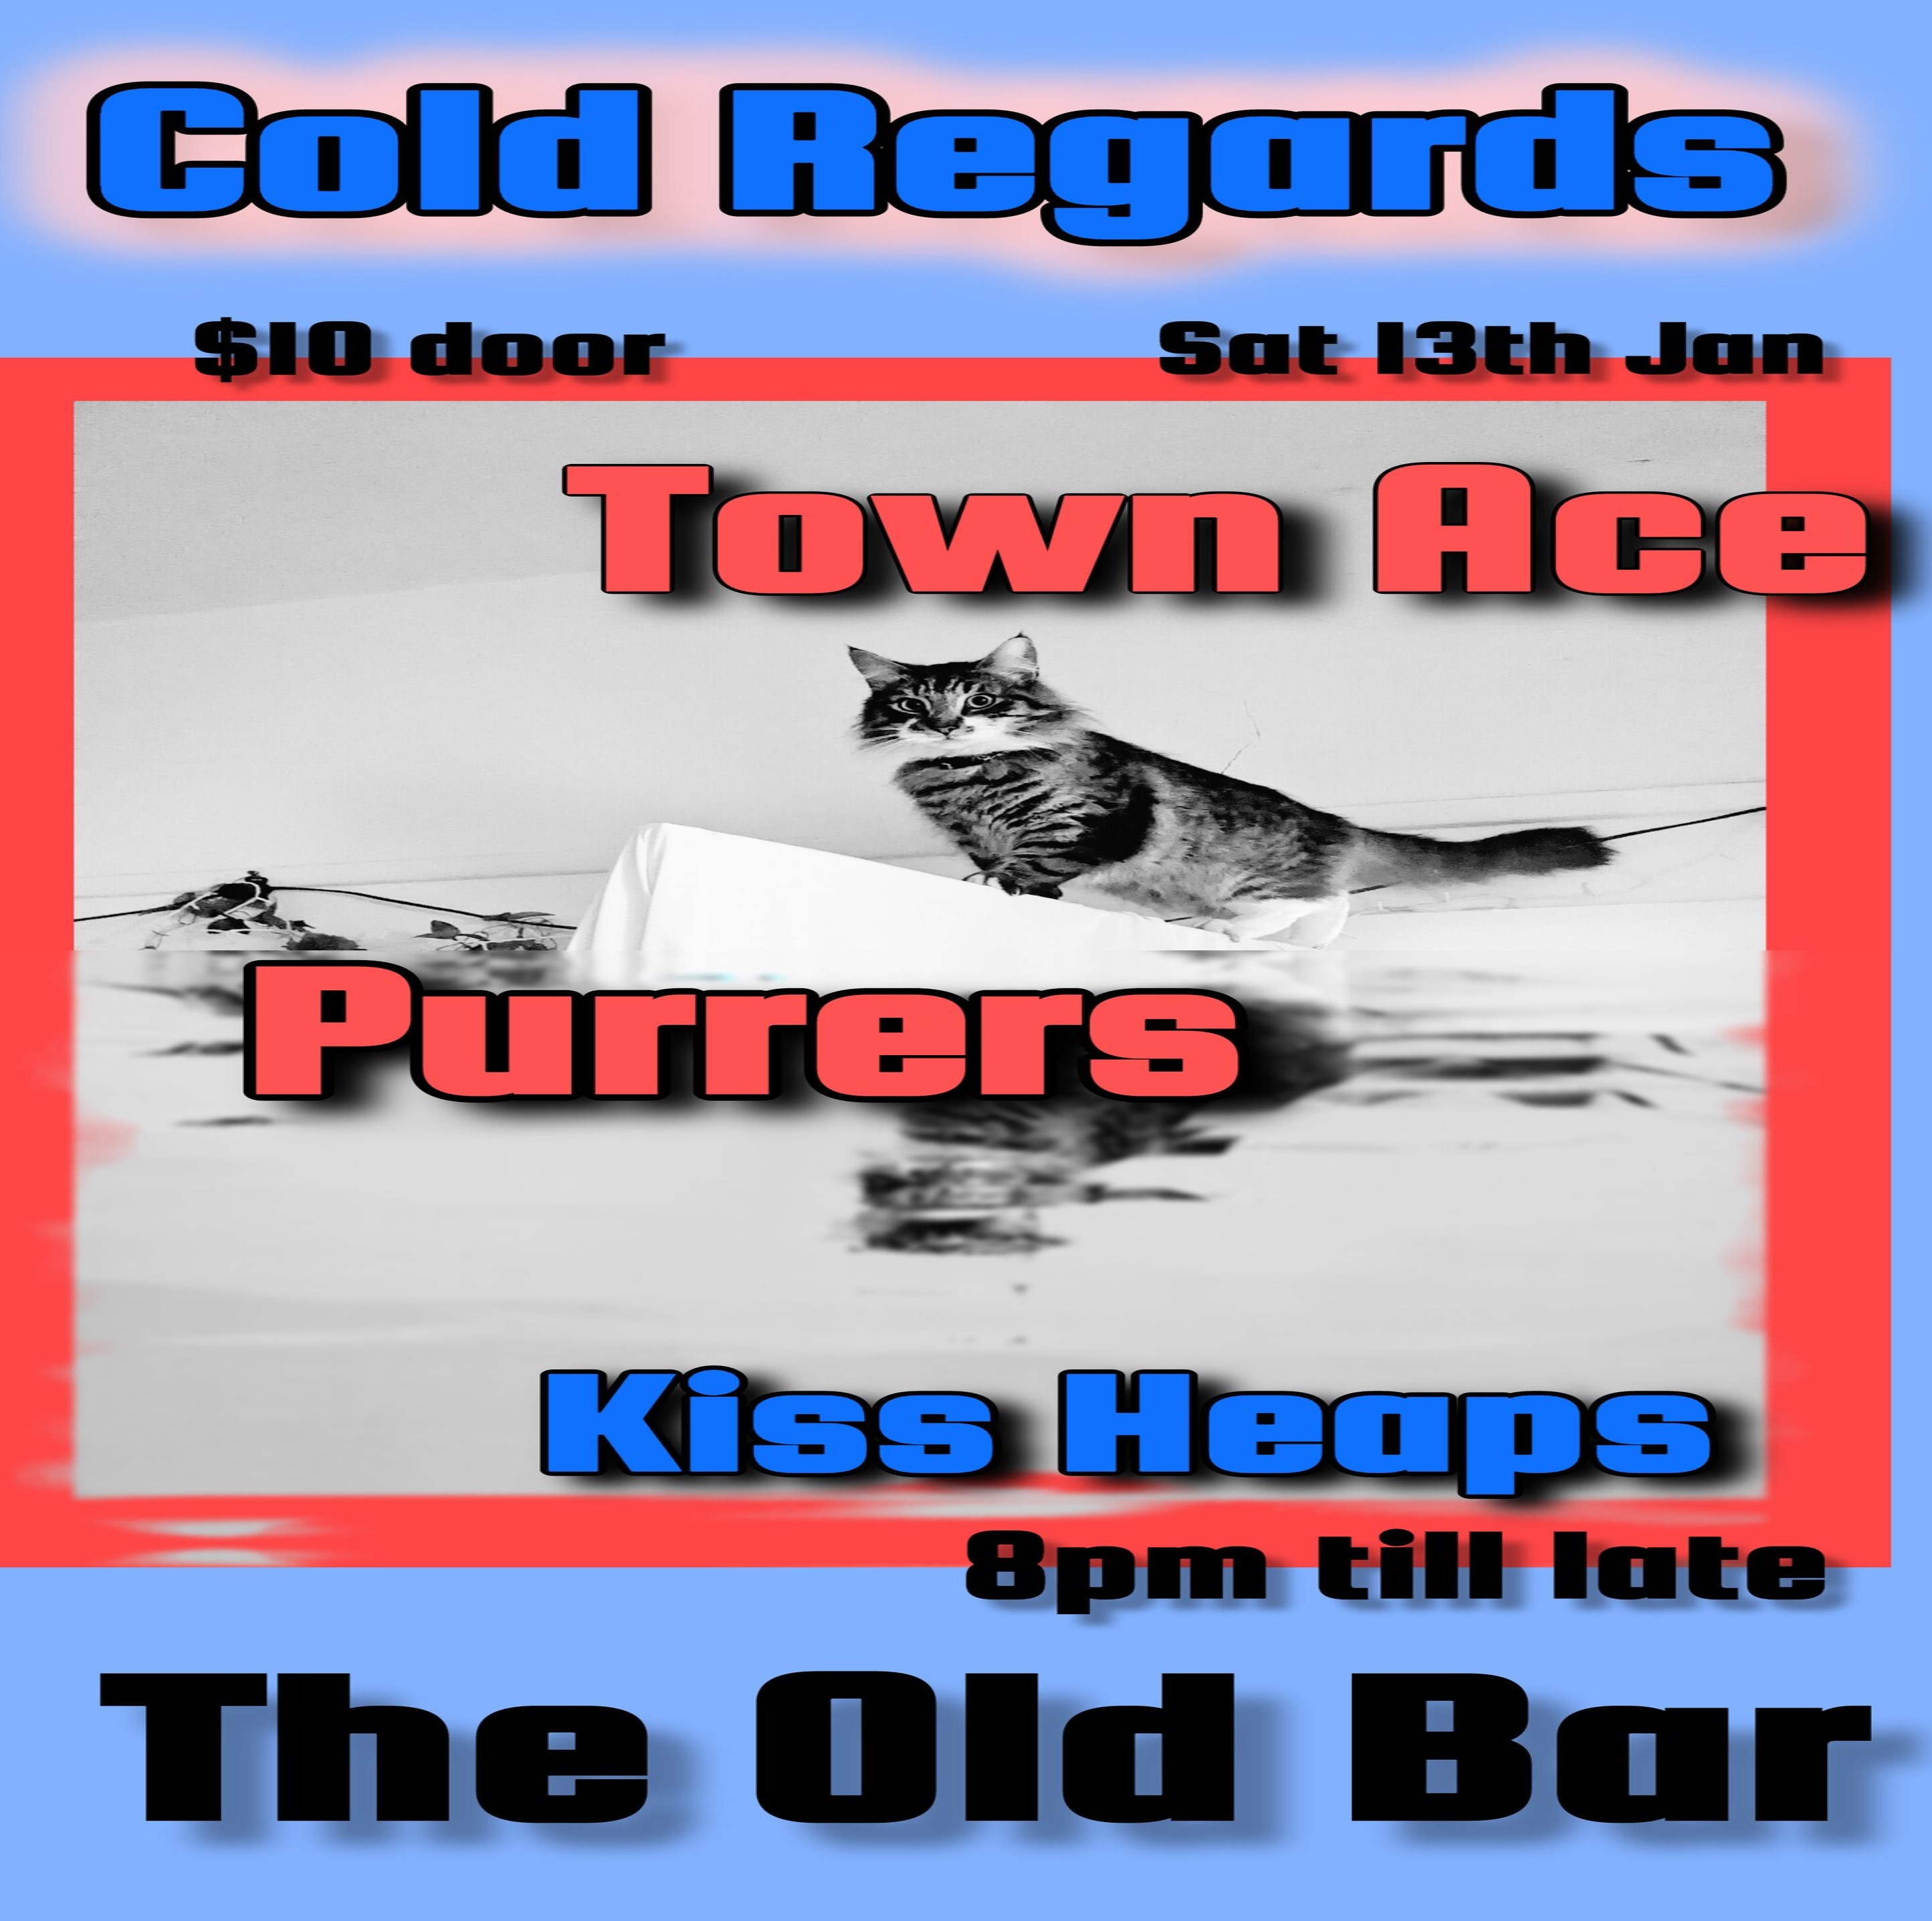 Cold Regards
$10 door Sat 13th Jan
Town Ace
Purrers
Kiss Heaps
8pm till late
The Old Bar